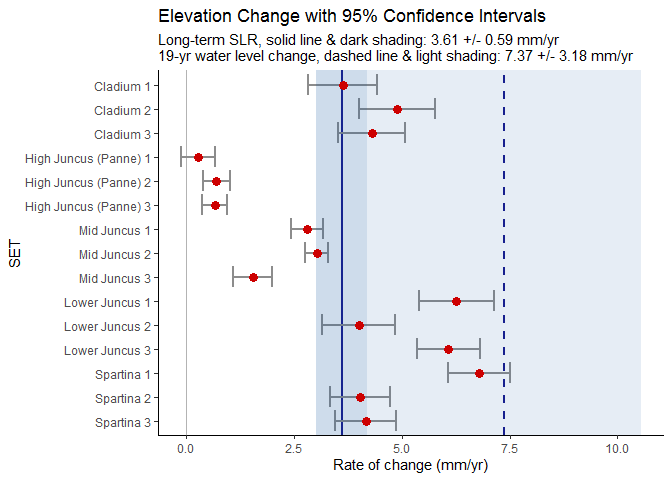 Elevation Change with 95% Confidence Intervals
Long-term SLR, solid line & dark shading: 3.61 +/- 0.59 mm/yr
19-yr water level change, dashed line & light shading: 7.37 +/- 3.18 mm/yr
SET
Cladium 1
Cladium 2
Cladium 3
High Juncus (Panne) 1
High Juncus (Panne) 2
High Juncus (Panne) 3
Mid Juncus 1
Mid Juncus 2
Mid Juncus 3
Lower Juncus 1
Lower Juncus 2
Lower Juncus 3
Spartina 1
Spartina 2
Spartina 3
0.0 2.5 5.0 7.5 10.0
Rate of change (mm/yr)